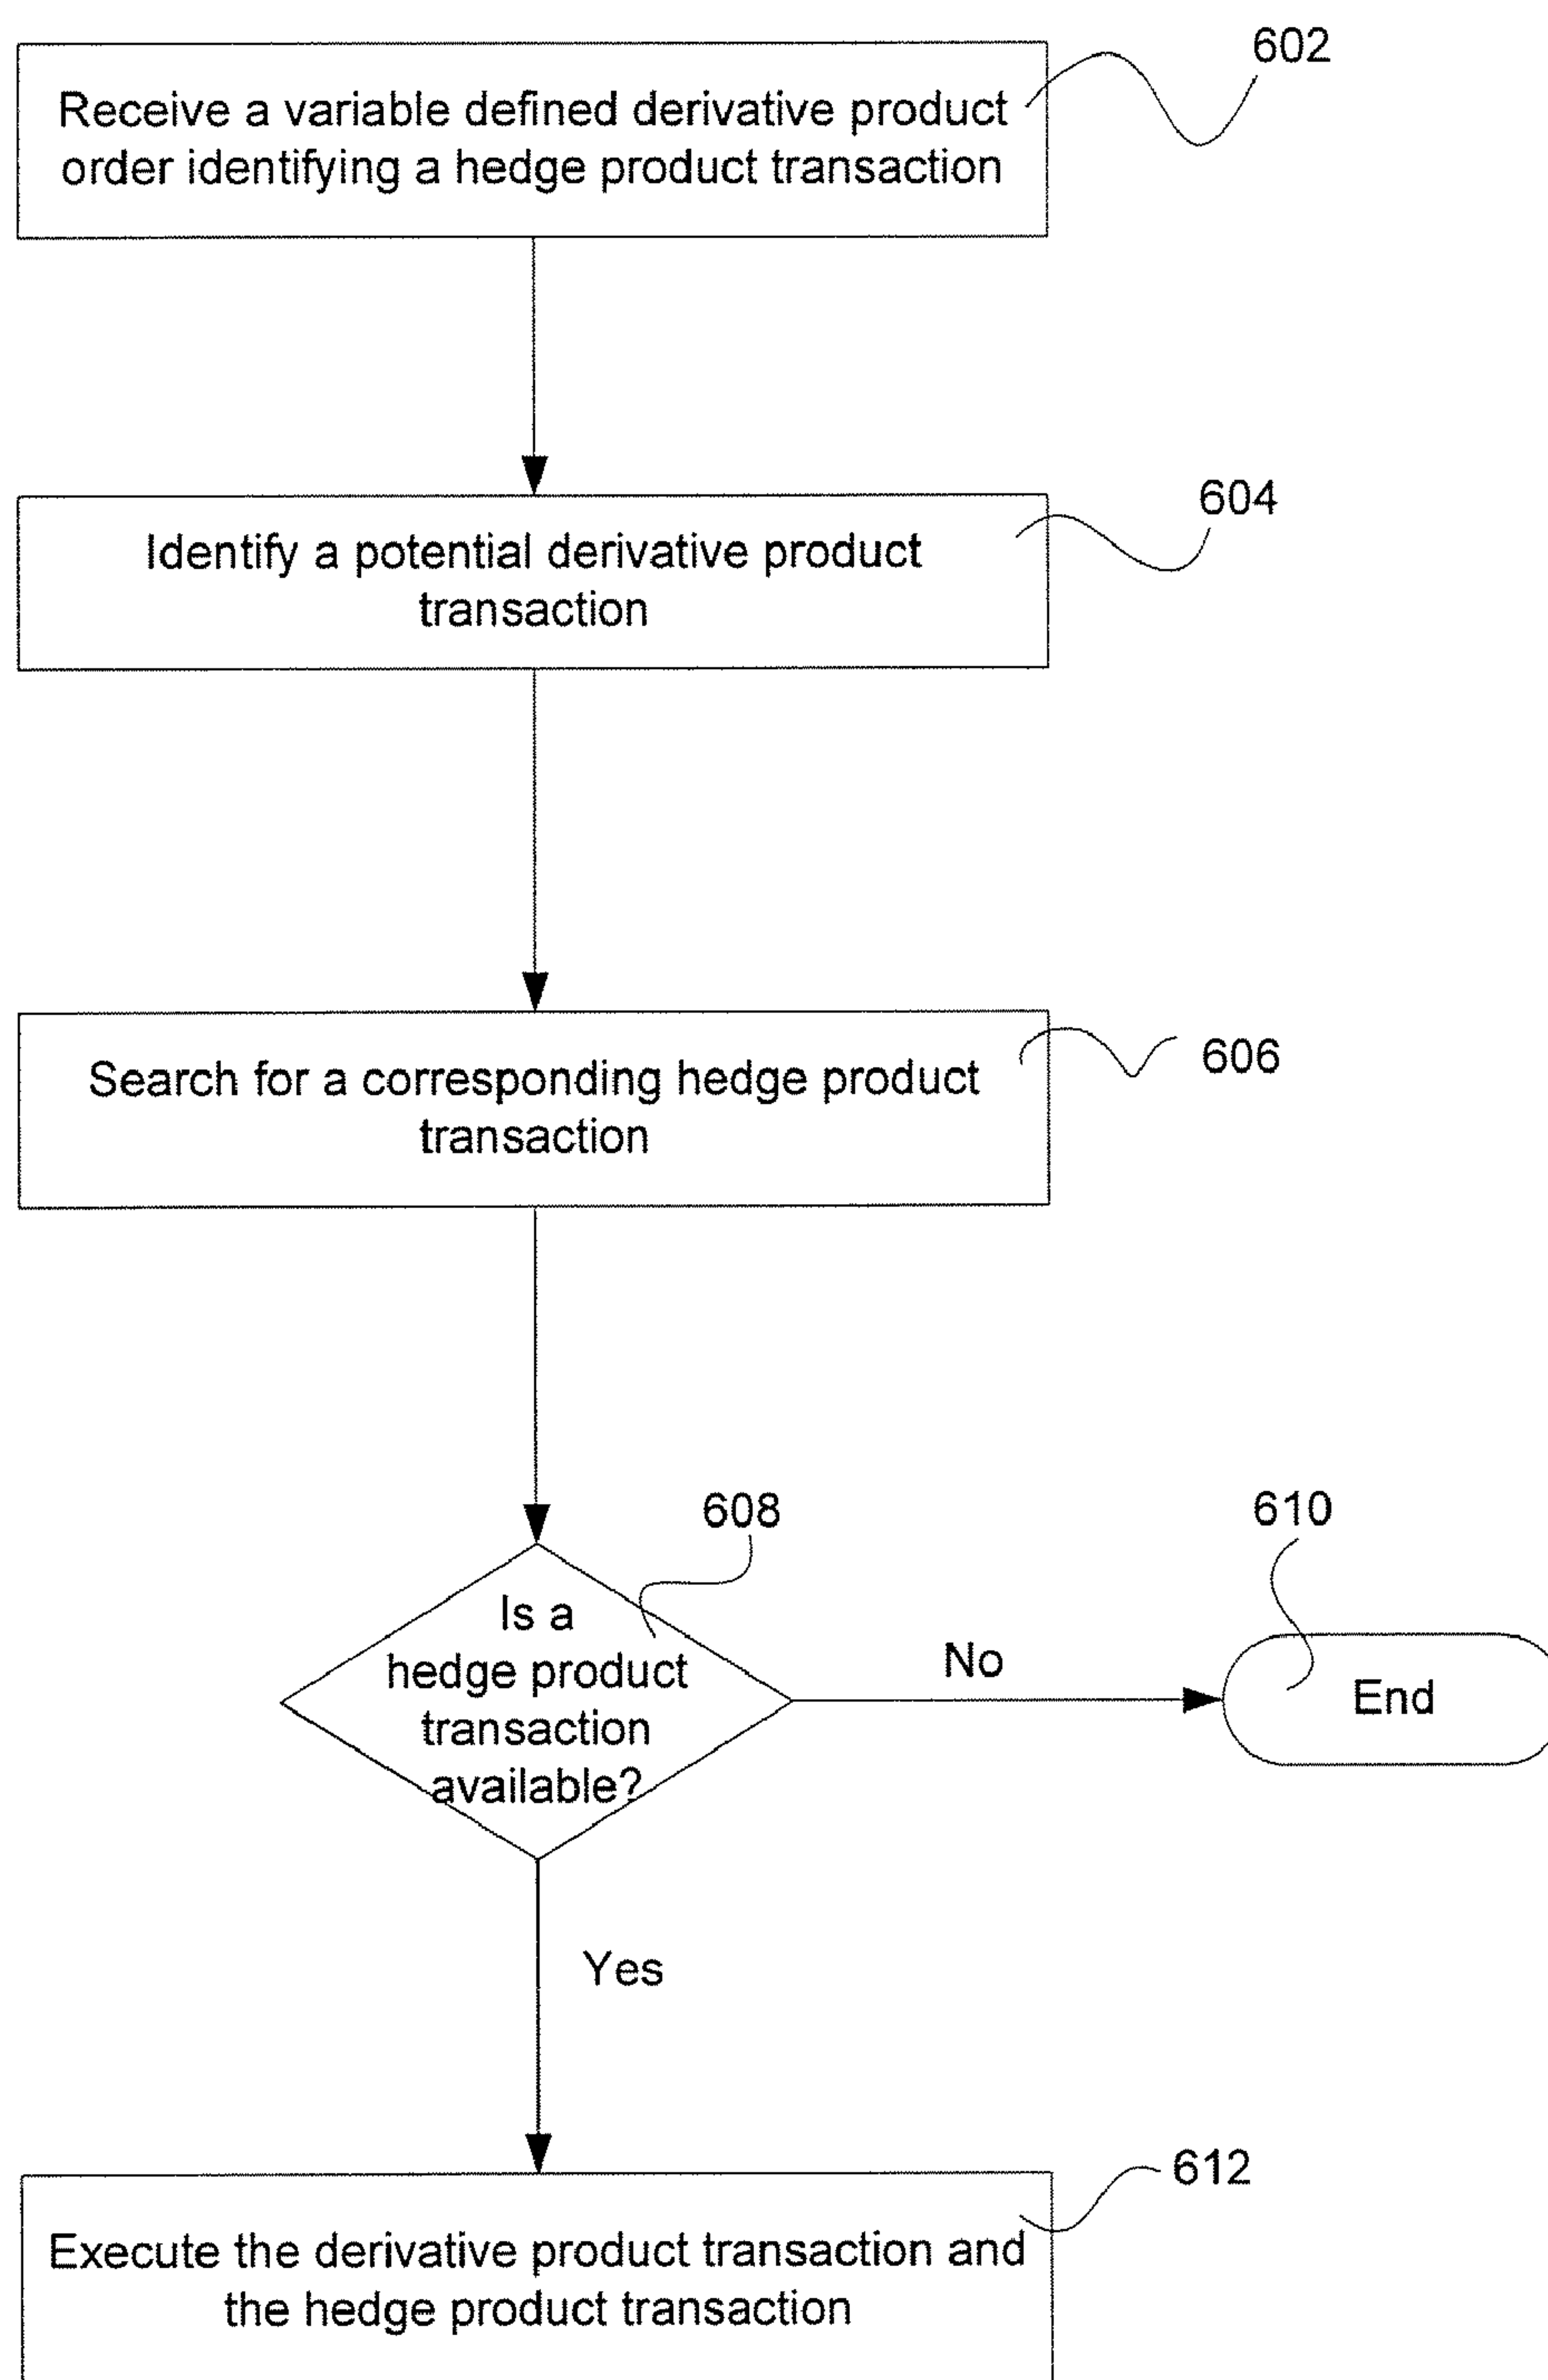 602
Receive a variable defined derivative product
order identifying a hedge product transaction
604
Identify a potential derivative product
transaction
606
Search for a corresponding hedge product
transaction
608
610
Is a
hedge product
transaction
available?
No
End
Yes
612
Execute the derivative product transaction and
the hedge product transaction